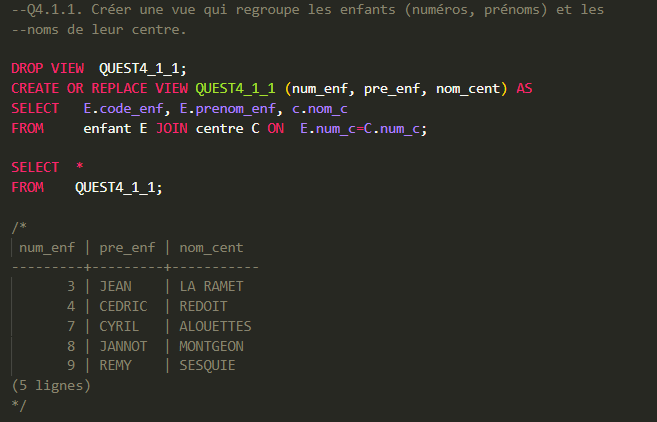 --Q4.1.1. Créer une vue qui regroupe les enfants (numéros, prénoms) et les
--noms de leur centre.
DROP VIEW  QUEST4_1_1;
CREATE OR REPLACE VIEW QUEST4_1_1 (num_enf, pre_enf, nom_cent) AS
SELECT   E.code_enf, E.prenom_enf, c.nom_c
FROM     enfant E JOIN centre C ON  E.num_c=C.num_c;
SELECT  *
FROM    QUEST4_1_1;
/*
 num_enf | pre_enf | nom_cent
---------+---------+-----------
       3 | JEAN    | LA RAMET
       4 | CEDRIC  | REDOIT
       7 | CYRIL   | ALOUETTES
       8 | JANNOT  | MONTGEON
       9 | REMY    | SESQUIE
(5 lignes)
*/